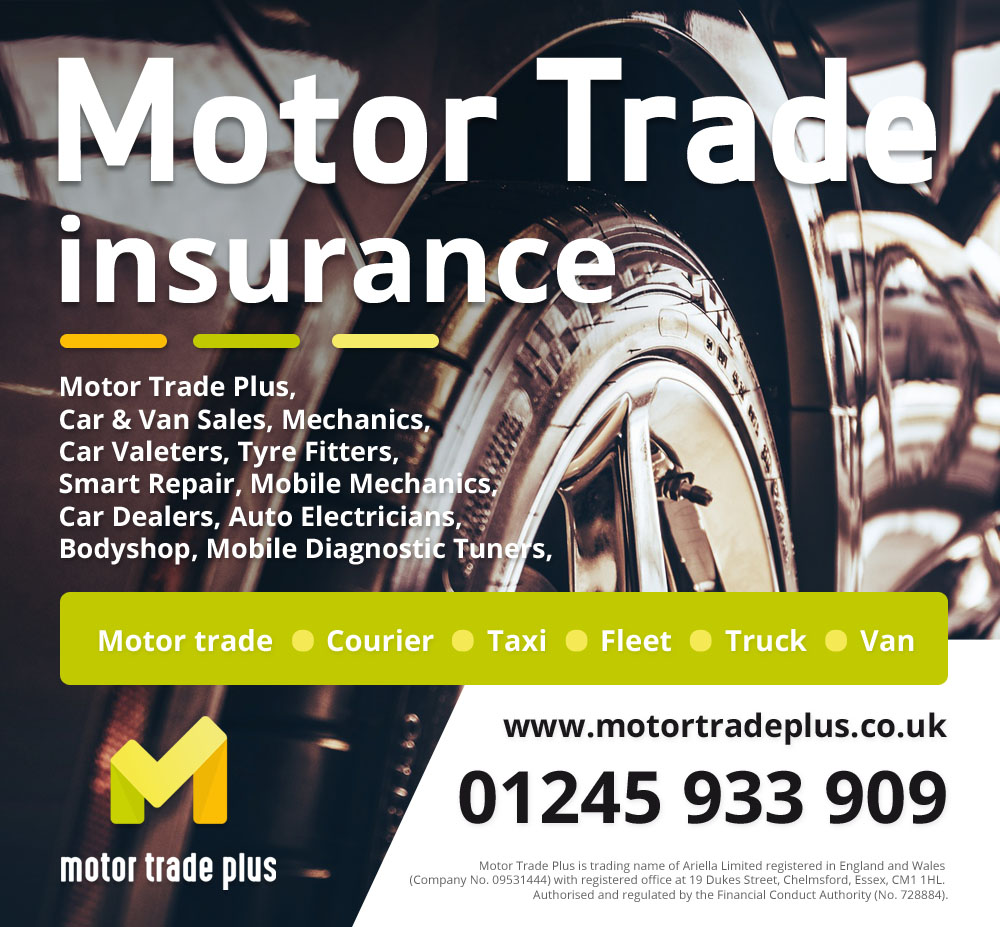 Motor Trade
insurance
Motor Trade Plus,
Car & Van Sales, Mechanics,
Car Valeters, Tyre Fitters,
Smart Repair, Mobile Mechanics,
Car Dealers, Auto Electricians,
Bodyshop, Mobile Diagnostic Tuners,
Motor trade Courier Taxi Fleet Truck Van
www.motortradeplus.co.uk
01245 933 909
motor trade plus
Motor Trade Plus is trading name of Ariella Limited registered in England and Wales
(Company No. 09531444) with registered office at 19 Dukes Street, Chelmsford, Essex, CM1 1HL.
Authorised and regulated by the Financial Conduct Authority (No. 728884).